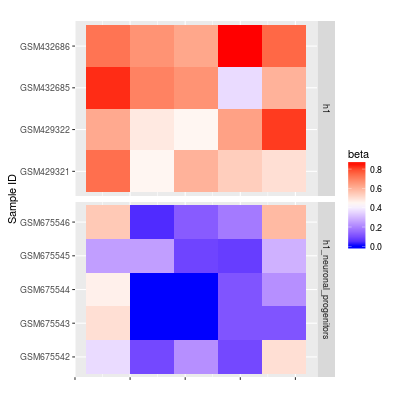 GSM432686
GSM432685
GSM429322
GSM429321
h1
GSM675546
GSM675545
GSM675544
GSM675543
GSM675542
h1_neuronal_progenitors
Sample ID
beta
0.8
0.6
0.4
0.2
0.0